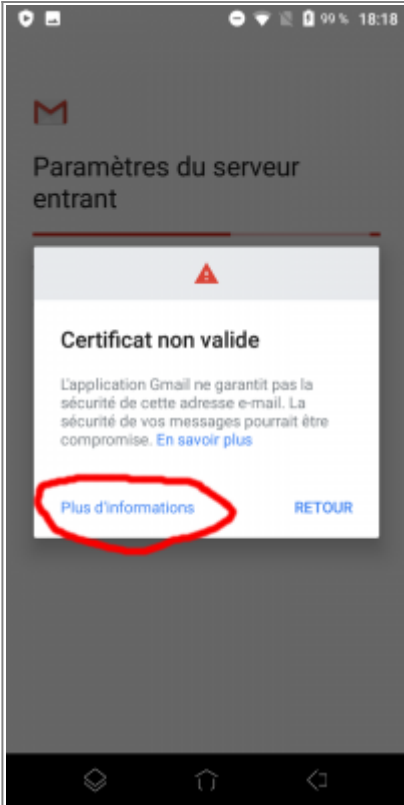 99 % 18:18
Paramètres du serveur
entrant
Certificat non valide
L'application Gmail ne garantit pas la
sécurité de cette adresse e-mail. La
sécurité de vos messages pourrait être
compromise. En savoir plus
Plus d'informations RETOUR